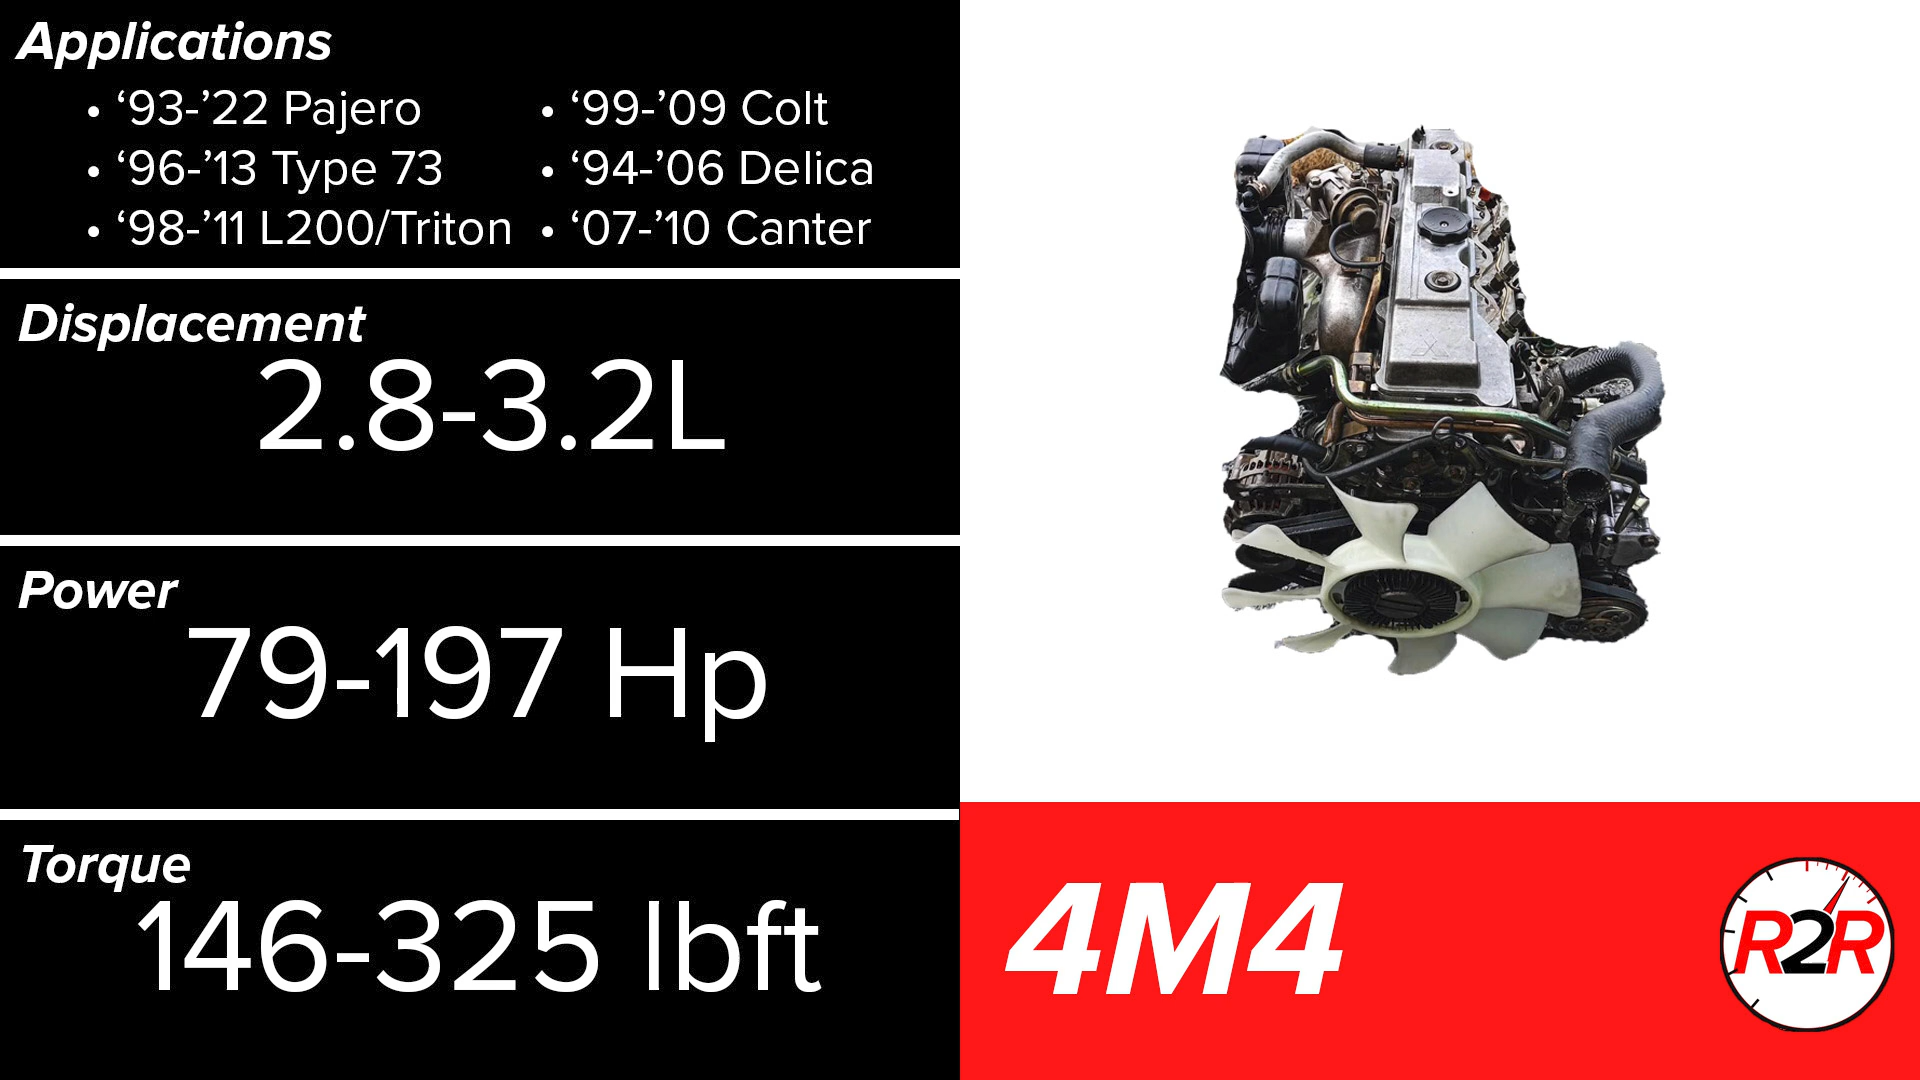 Applications
• ‘93-’22 Pajero
• ‘96-’13 Type 73
• ‘98-’11 L200/Triton
• ‘99-’09 Colt
• ‘94-’06 Delica
• ‘07-’10 Canter
Displacement
2.8-3.2L
Power
79-197 Hp
Torque
146-325 lbft
4M4
R2R